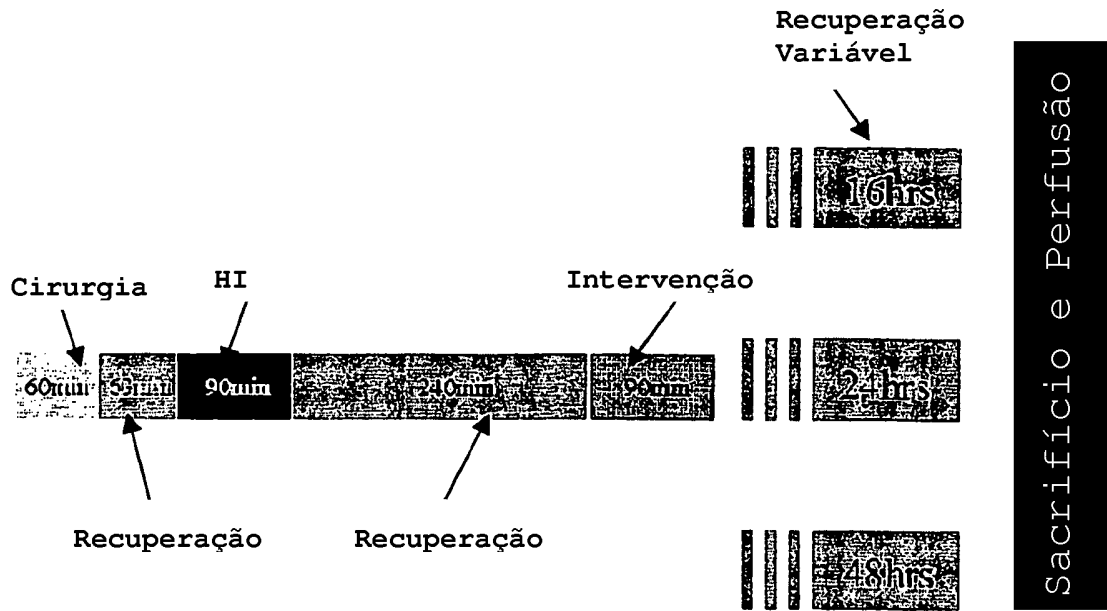 Recuperação
Variável
16hrs
Cirurgia
HI
Intervenção
60min
90min
240min
90min
24hrs
Recuperação
Recuperação
48hrs
Sacrifício e Perfusão